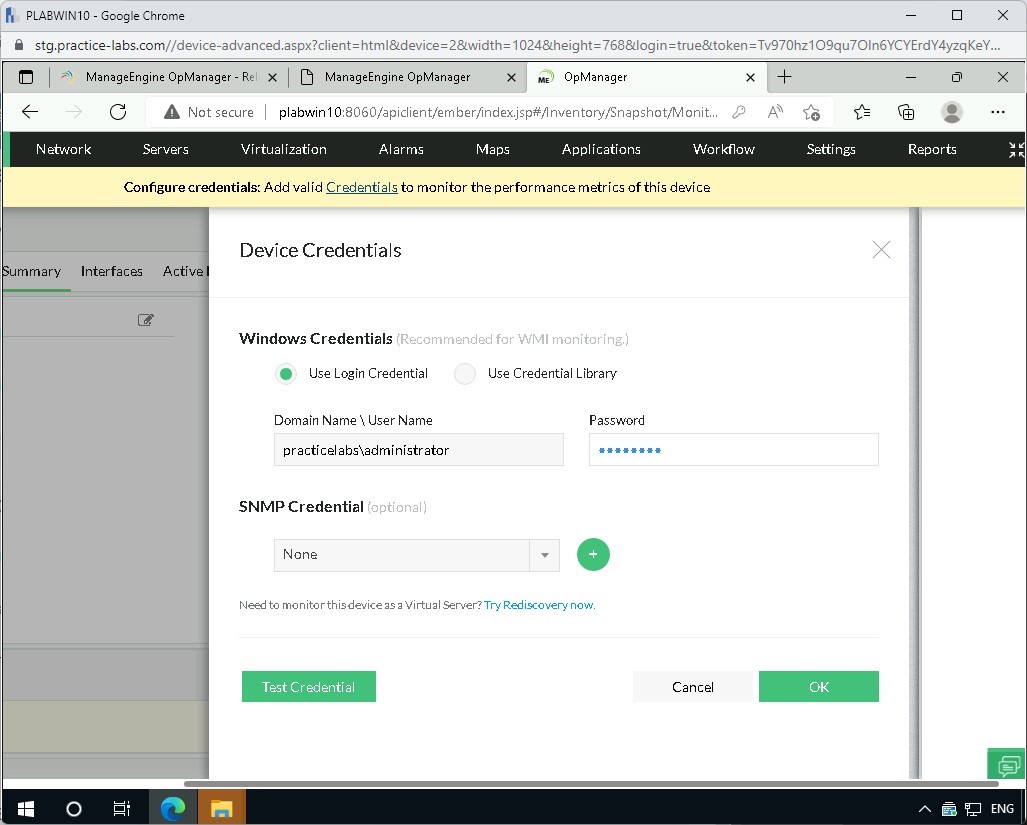 PLABWIN10 - Google Chrome
stg.practice-labs.com//device-advanced.aspx?client=html&device=2&width=1024&height=768&login=true&token=Tv970hz1O9qu7OIn6YCYErdY4yzqKeY...
ManageEngine OpManager - Rel
ManageEngine OpManager
ME
OpManager
Not secure
plabwin10:8060/apiclient/ember/index.jsp#/Inventory/Snapshot/Monit...
Network Servers Virtualization Alarms Maps Applications Workflow Settings Reports
Configure credentials: Add valid Credentials to monitor the performance metrics of this device
Summary Interfaces Active
Device Credentials
Windows Credentials (Recommended for WMI monitoring.)
Use Login Credential Use Credential Library
Domain Name \ User Name Password
practicelabs\administrator
SNMP Credential (optional)
None
+
Need to monitor this device as a Virtual Server? Try Rediscovery now.
Test Credential Cancel OK
ENG